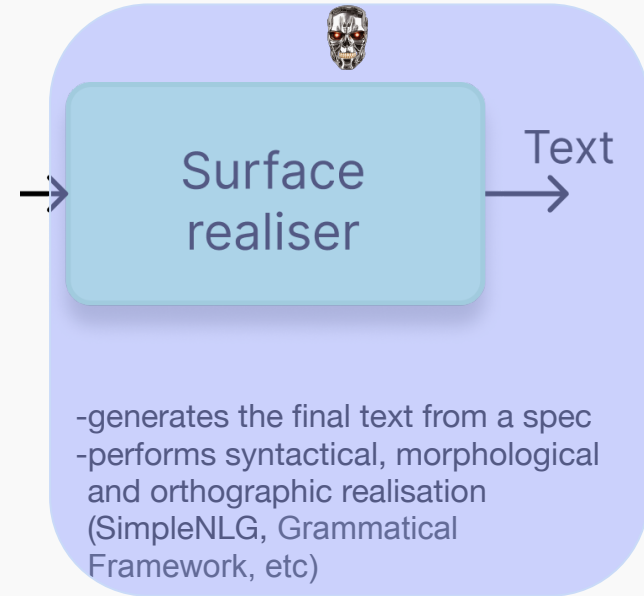 Surface
realiser
Text
-generates the final text from a spec
-performs syntactical, morphological
and orthographic realisation
(SimpleNLG, Grammatical
Framework, etc)